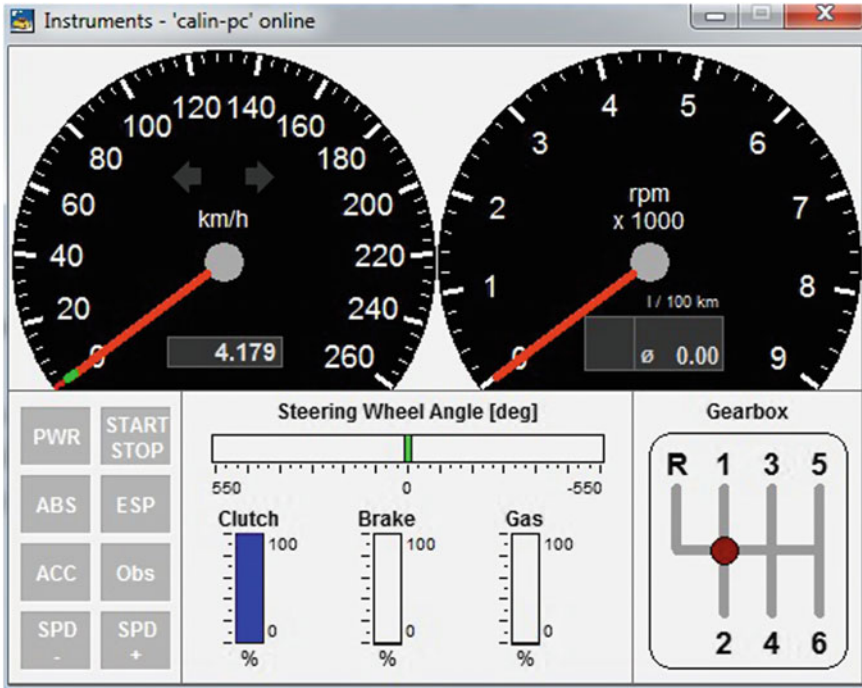 Instruments - 'calin-pc' online
0 20 40 60 80 100 120 140 160 180 200 220 240 260
km/h
4.179
0 1 2 3 4 5 6 7 8 9
rpm
x 1000
l / 100 km
ø 0.00
PWR
START
STOP
ABS
ESP
ACC
Obs
SPD
-
SPD
+
Steering Wheel Angle [deg]
550 0 -550
Clutch
100
0
%
Brake
100
0
%
Gas
100
0
%
Gearbox
R 1 3 5
2 4 6